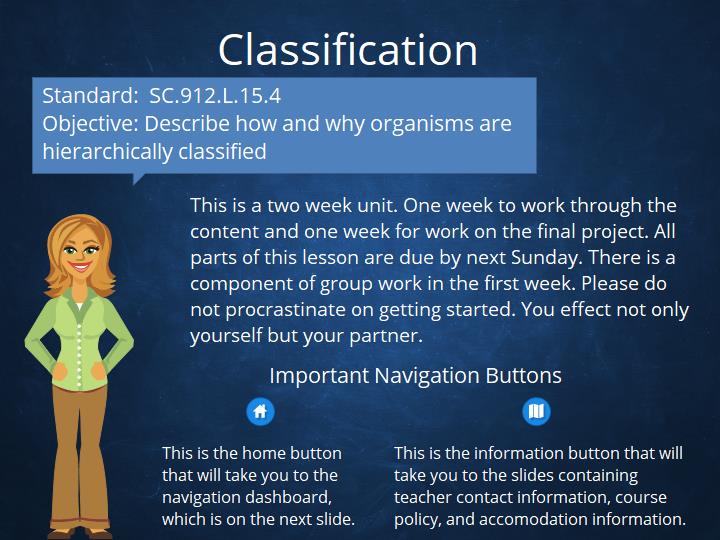 Classification
Standard:  SC.912.L.15.4
Objective: Describe how and why organisms are
hierarchically classified
This is a two week unit. One week to work through the
content and one week for work on the final project. All
parts of this lesson are due by next Sunday. There is a
component of group work in the first week. Please do
not procrastinate on getting started. You effect not only
yourself but your partner.
Important Navigation Buttons
This is the home button
that will take you to the
navigation dashboard,
which is on the next slide.
This is the information button that will
take you to the slides containing
teacher contact information, course
policy, and accomodation information.